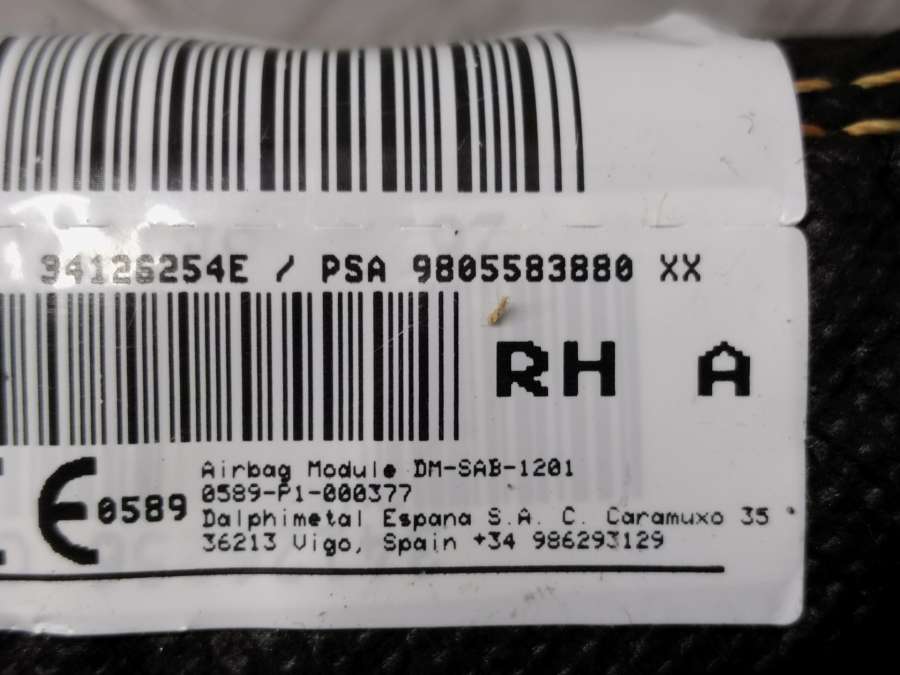 34126254E / PSA 9805583880 XX
RH A
CE 0589
Airbag Module DM-SAB-1201
0589-P1-000377
Dalphimetal Espana S.A. C. Caramuxo 35
36213 Vigo, Spain +34 986293129